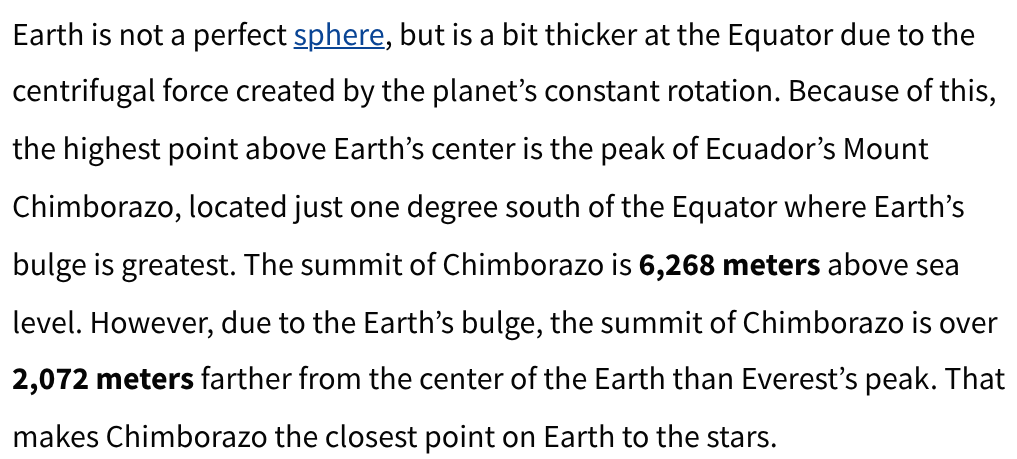 Earth is not a perfect sphere, but is a bit thicker at the Equator due to the
centrifugal force created by the planet’s constant rotation. Because of this,
the highest point above Earth’s center is the peak of Ecuador’s Mount
Chimborazo, located just one degree south of the Equator where Earth’s
bulge is greatest. The summit of Chimborazo is 6,268 meters above sea
level. However, due to the Earth’s bulge, the summit of Chimborazo is over
2,072 meters farther from the center of the Earth than Everest’s peak. That
makes Chimborazo the closest point on Earth to the stars.